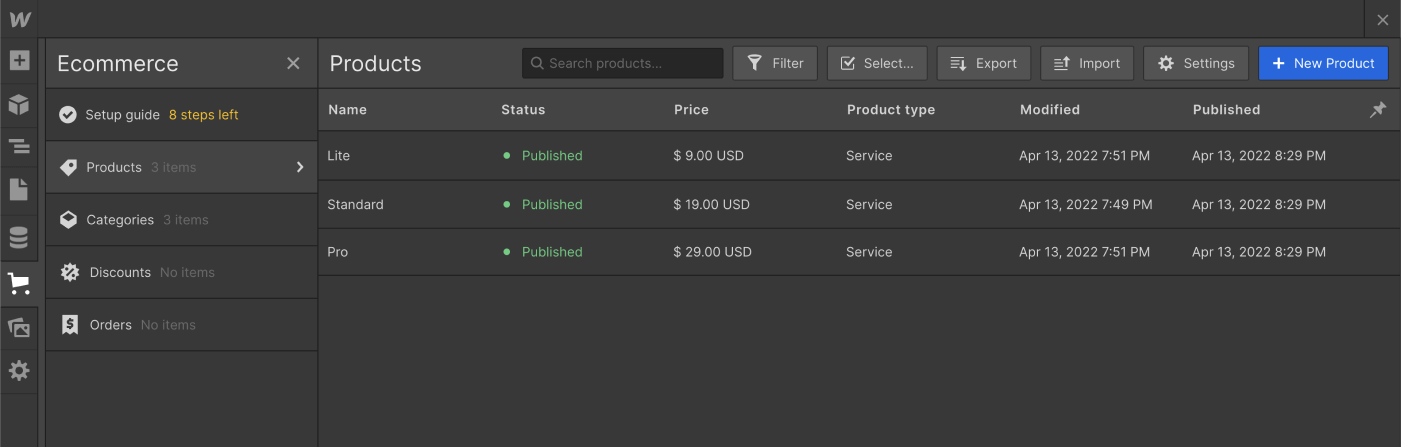 W
Ecommerce
Products
Search products...
Filter
Select...
Export
Import
Settings
+ New Product
Setup guide 8 steps left
Products 3 items
Categories 3 items
Discounts No items
Orders No items
Name Status Price Product type Modified Published
Lite Published $ 9.00 USD Service Apr 13, 2022 7:51 PM Apr 13, 2022 8:29 PM
Standard Published $ 19.00 USD Service Apr 13, 2022 7:49 PM Apr 13, 2022 8:29 PM
Pro Published $ 29.00 USD Service Apr 13, 2022 7:51 PM Apr 13, 2022 8:29 PM